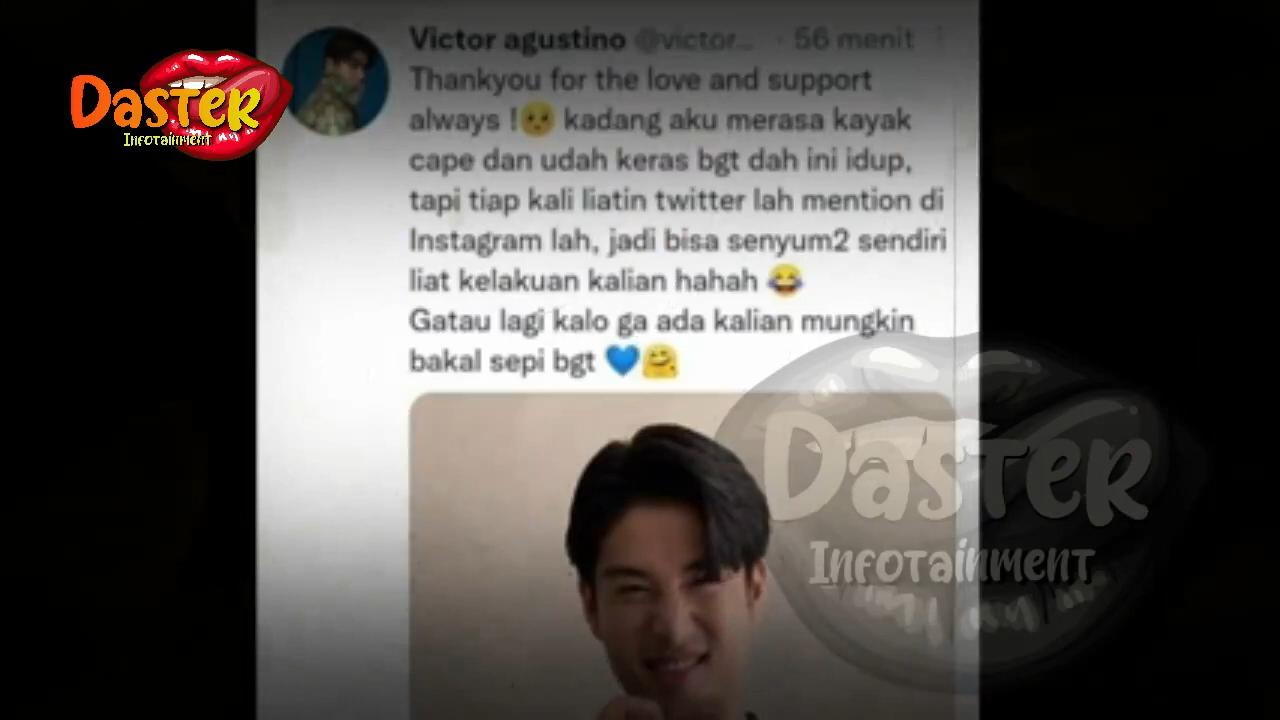 Daster
Infotainment
Victor agustino @victor... · 56 menit
Thankyou for the love and support
always !🥺 kadang aku merasa kayak
cape dan udah keras bgt dah ini idup,
tapi tiap kali liatin twitter lah mention di
Instagram lah, jadi bisa senyum2 sendiri
liat kelakuan kalian hahah 😂
Gatau lagi kalo ga ada kalian mungkin
bakal sepi bgt 💙🤗
Daster
Infotainment